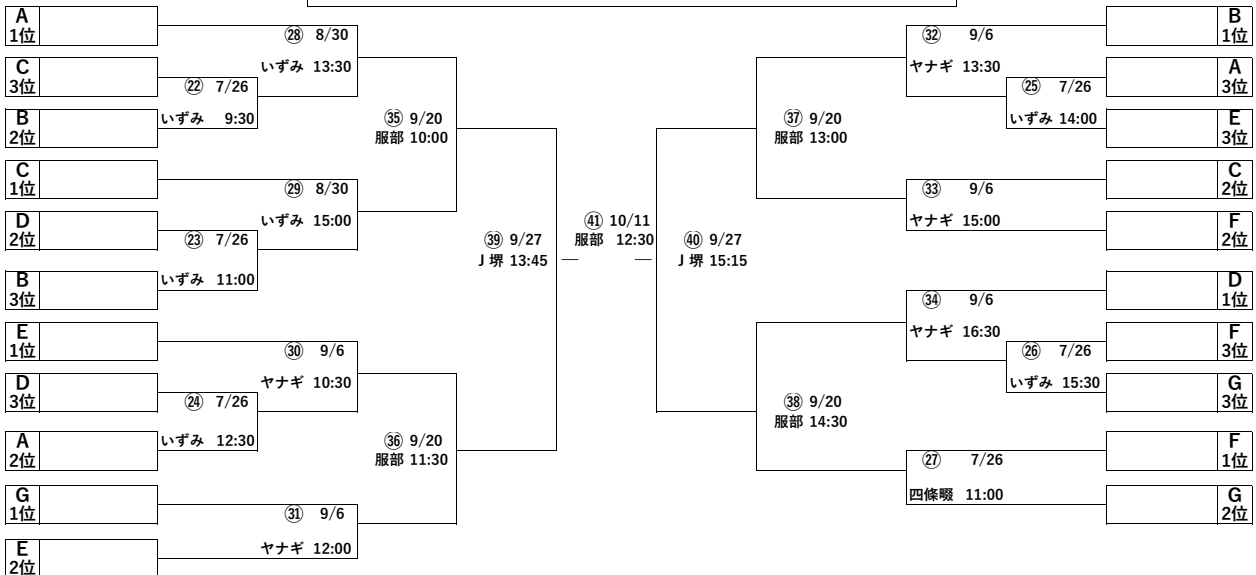 A
1位
㉘ 8/30
いずみ 13:30
C
3位
㉒ 7/26
いずみ 9:30
B
2位
㉟ 9/20
服部 10:00
C
1位
㉙ 8/30
いずみ 15:00
D
2位
㉓ 7/26
いずみ 11:00
B
3位
㊴ 9/27
J 堺 13:45
E
1位
㉚ 9/6
ヤナギ 10:30
D
3位
㉔ 7/26
いずみ 12:30
A
2位
㊱ 9/20
服部 11:30
G
1位
㉛ 9/6
ヤナギ 12:00
E
2位
㊶ 10/11
服部 12:30
㊵ 9/27
J 堺 15:15
B
1位
㉜ 9/6
ヤナギ 13:30
A
3位
㉕ 7/26
いずみ 14:00
E
3位
㊲ 9/20
服部 13:00
C
2位
㉝ 9/6
ヤナギ 15:00
F
2位
D
1位
㉞ 9/6
ヤナギ 16:30
F
3位
㉖ 7/26
いずみ 15:30
G
3位
㊳ 9/20
服部 14:30
F
1位
㉗ 7/26
四條畷 11:00
G
2位